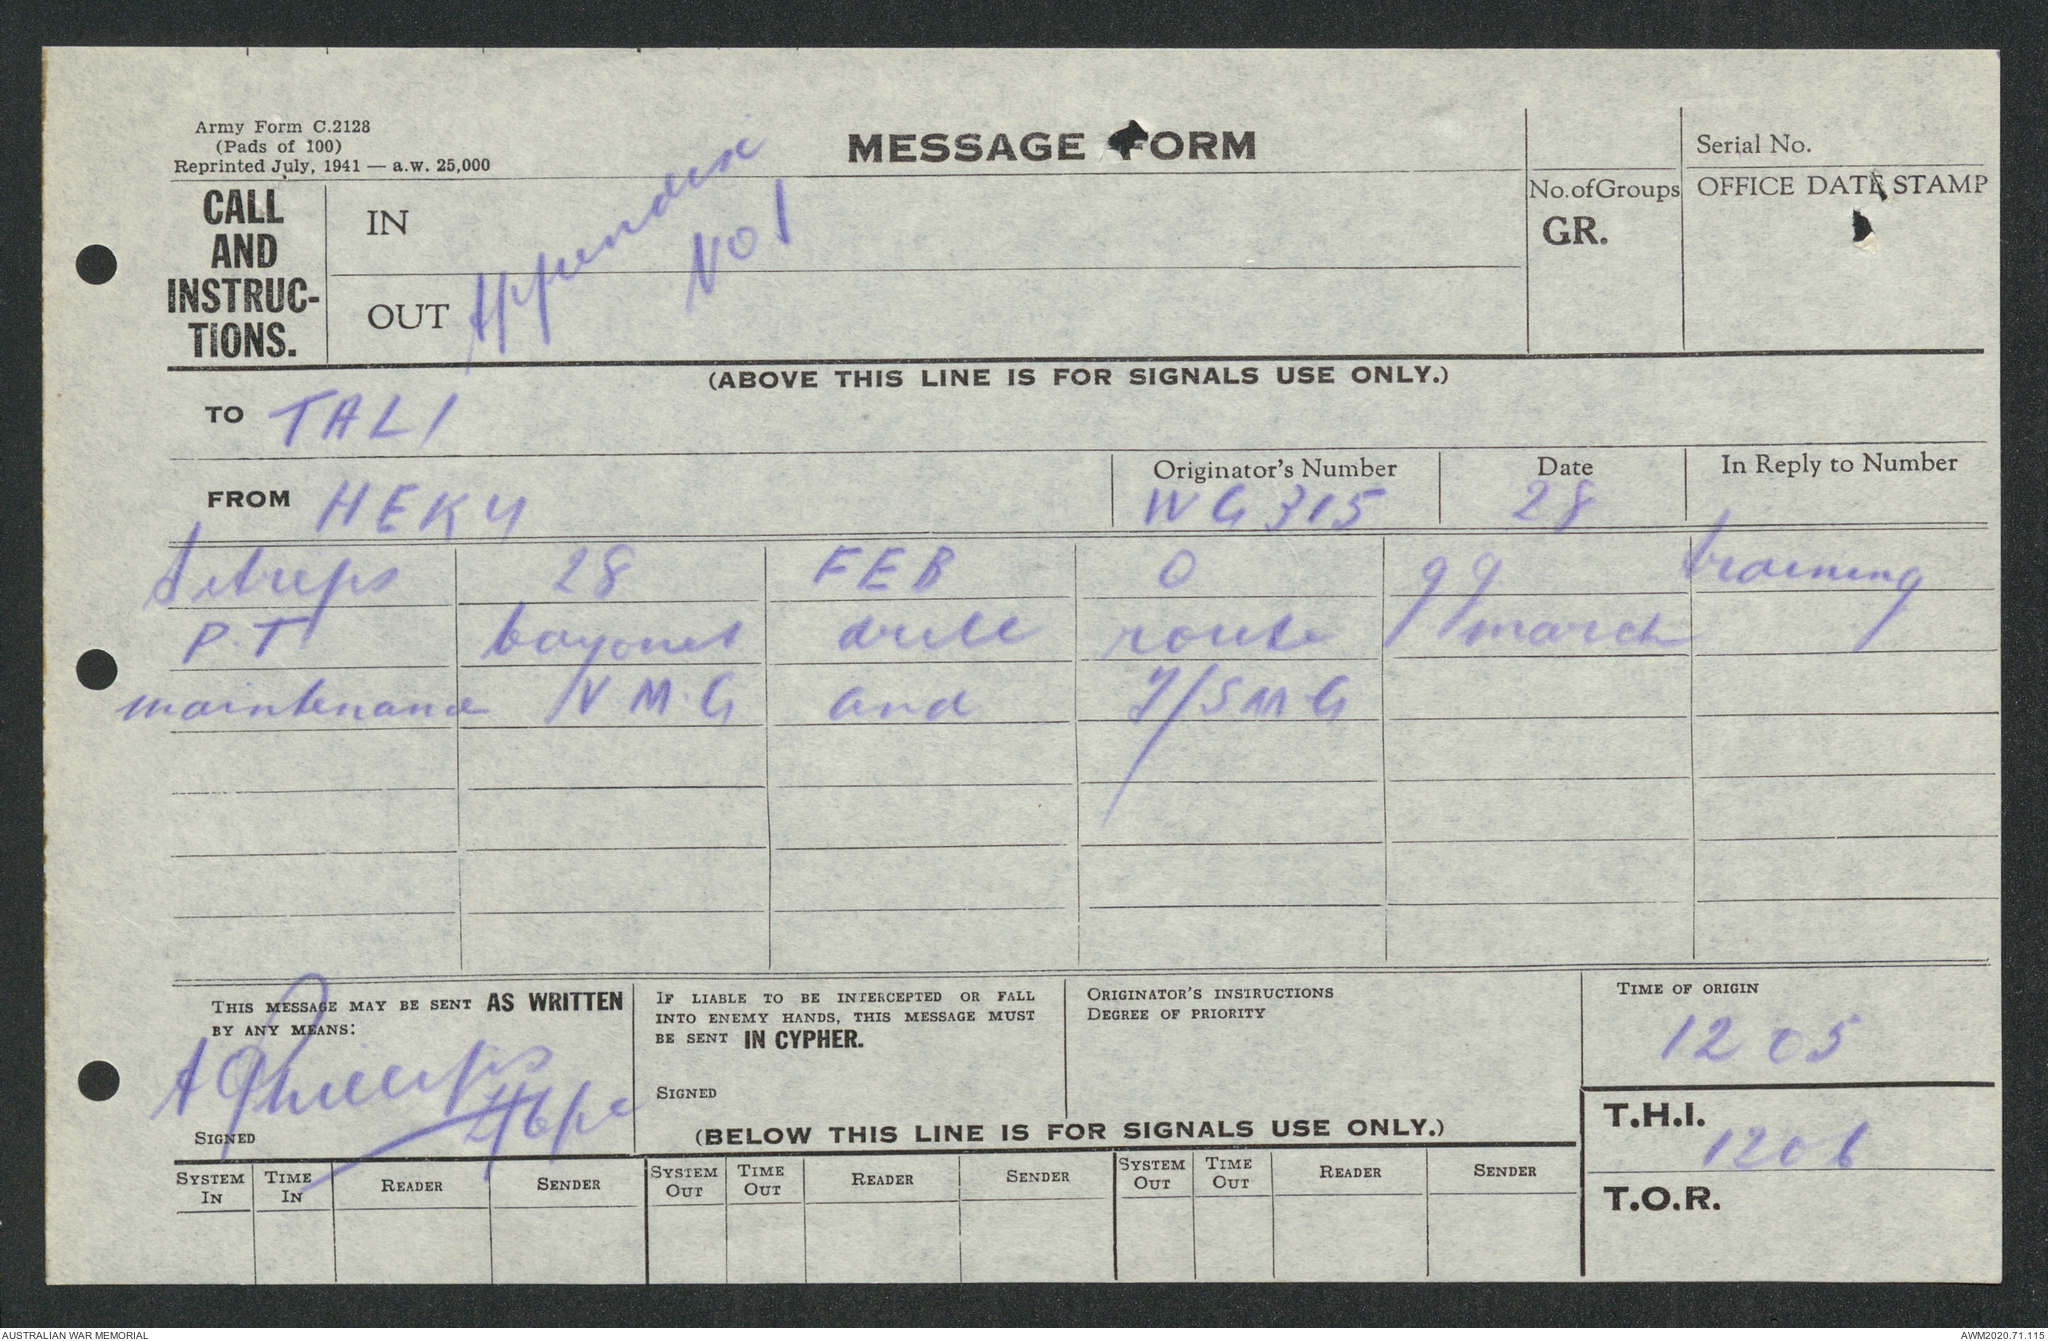 Army Form C.2128
(Pads of 100)
Reprinted July, 1941 — a.w. 25,000
MESSAGE FORM
Serial No.
CALL AND INSTRUC-TIONS.
IN
OUT
Appendix
No 1
No. of Groups
GR.
OFFICE DATE STAMP
(ABOVE THIS LINE IS FOR SIGNALS USE ONLY.)
TO TALI
FROM HEKU
Originator's Number
WG 315
Date
28
In Reply to Number
Sitreps 28 FEB O gg training
P.T bayonet drill route march
maintenance V.M.G and T/SMG
THIS MESSAGE MAY BE SENT AS WRITTEN
BY ANY MEANS:
A Phillips
SIGNED
IF LIABLE TO BE INTERCEPTED OR FALL
INTO ENEMY HANDS, THIS MESSAGE MUST
BE SENT IN CYPHER.
SIGNED
ORIGINATOR'S INSTRUCTIONS
DEGREE OF PRIORITY
TIME OF ORIGIN
1205
(BELOW THIS LINE IS FOR SIGNALS USE ONLY.)
T.H.I.
1206
T.O.R.
SYSTEM IN TIME IN READER SENDER SYSTEM OUT TIME OUT READER SENDER SYSTEM OUT TIME OUT READER SENDER
AUSTRALIAN WAR MEMORIAL
AWM2020.71.115